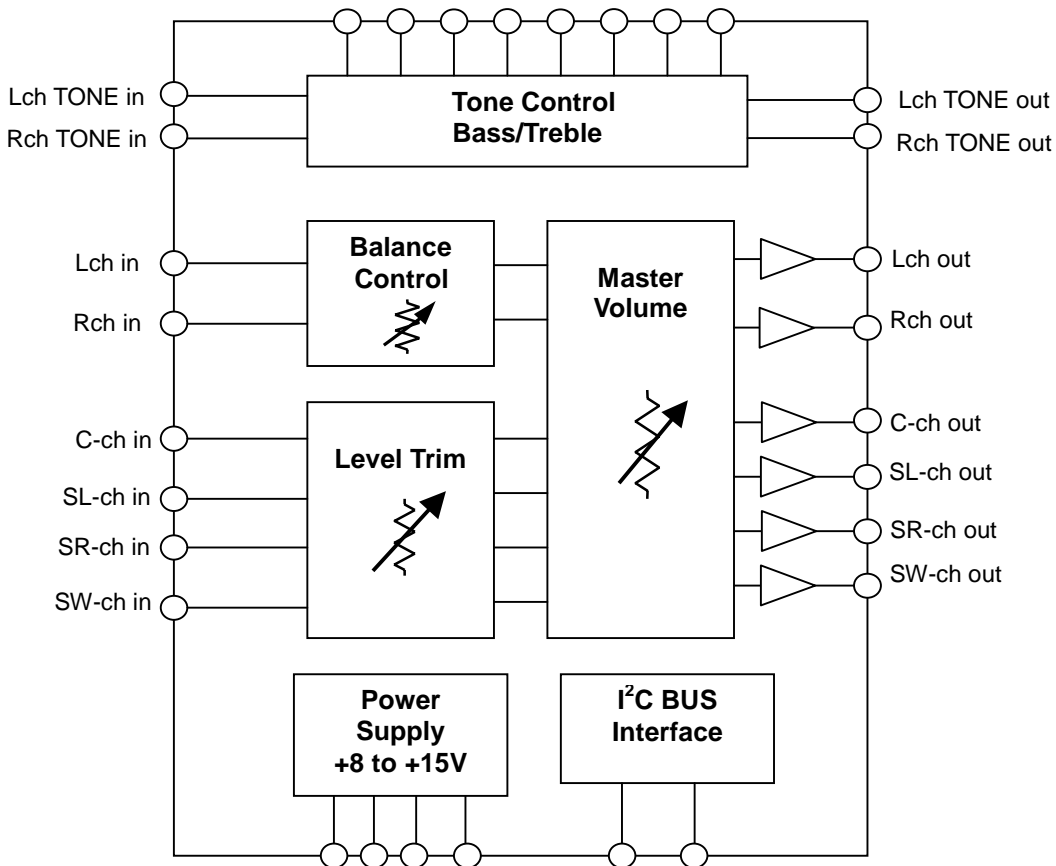 Lch TONE in
Rch TONE in
Tone Control
Bass/Treble
Lch TONE out
Rch TONE out
Lch in
Rch in
Balance
Control
Master
Volume
Lch out
Rch out
C-ch in
SL-ch in
SR-ch in
SW-ch in
Level Trim
C-ch out
SL-ch out
SR-ch out
SW-ch out
Power
Supply
+8 to +15V
I²C BUS
Interface